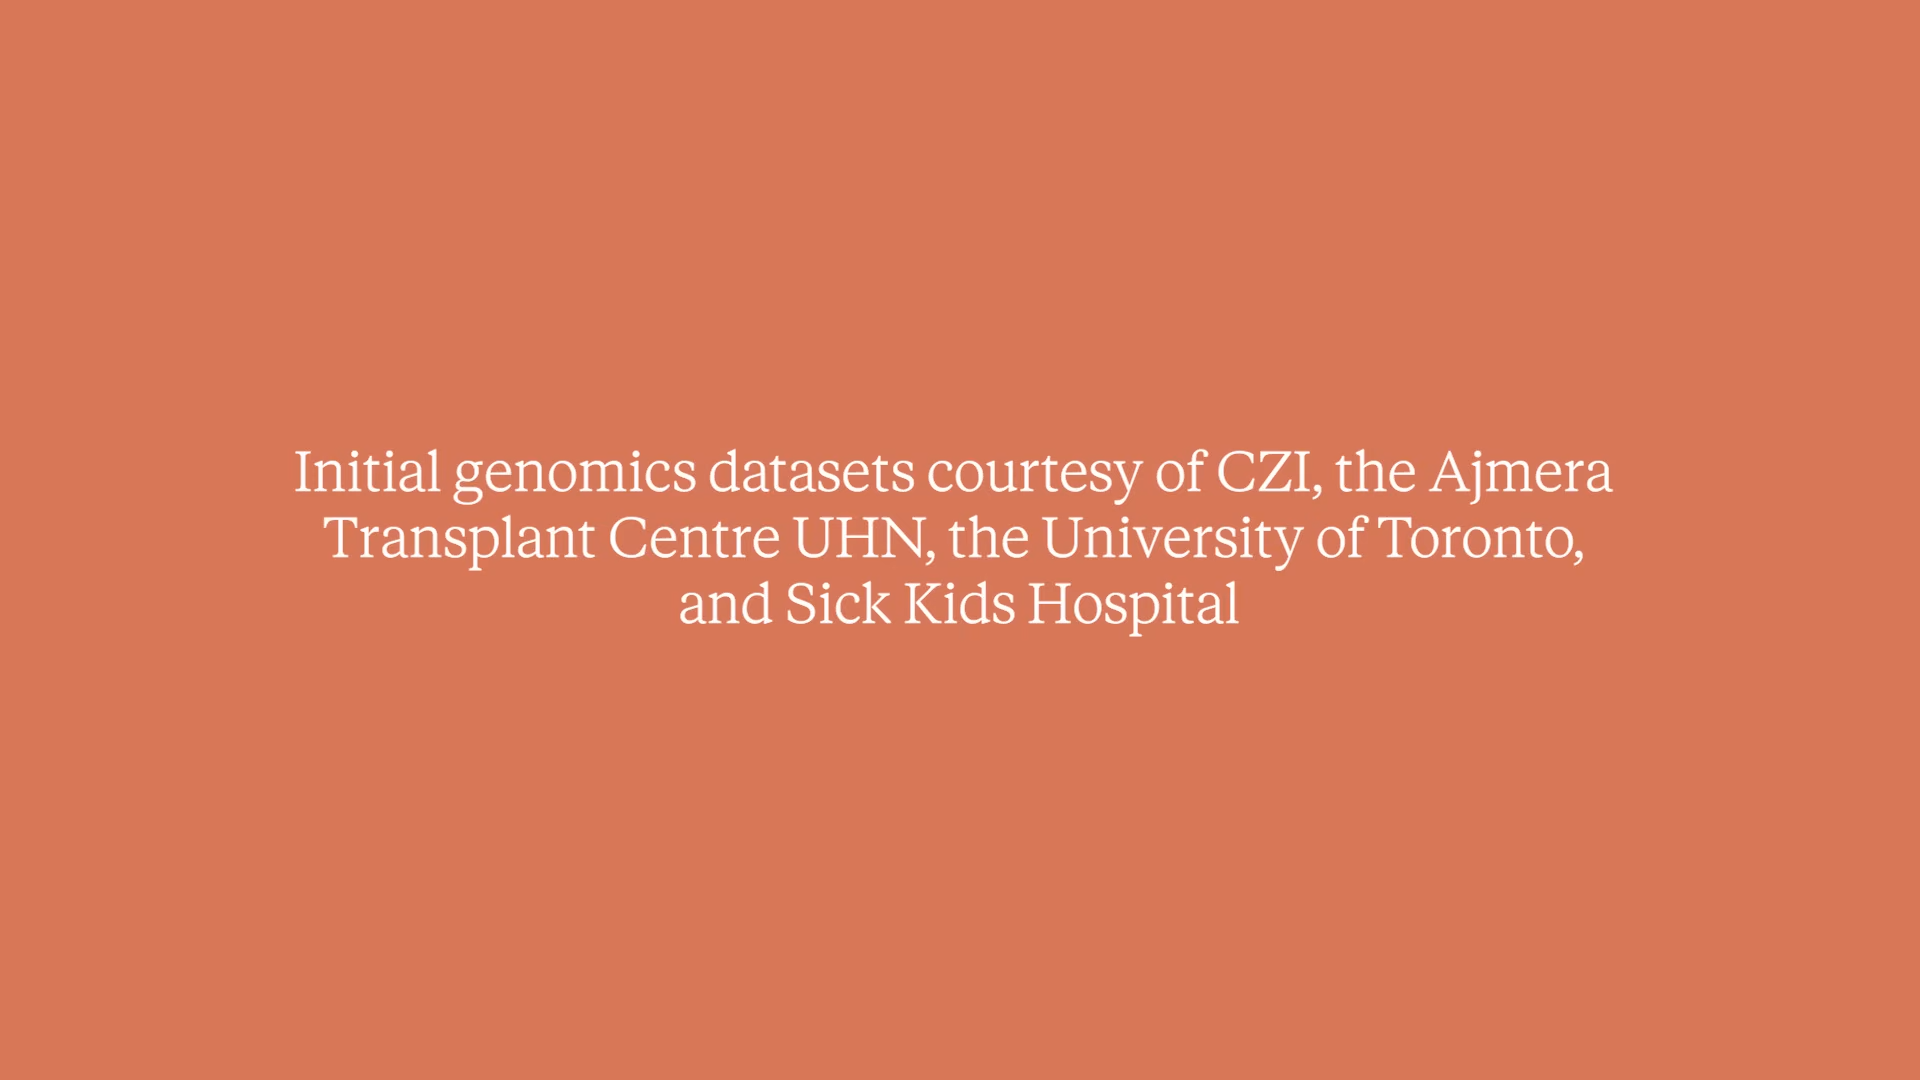 Initial genomics datasets courtesy of CZI, the Ajmera
Transplant Centre UHN, the University of Toronto,
and Sick Kids Hospital